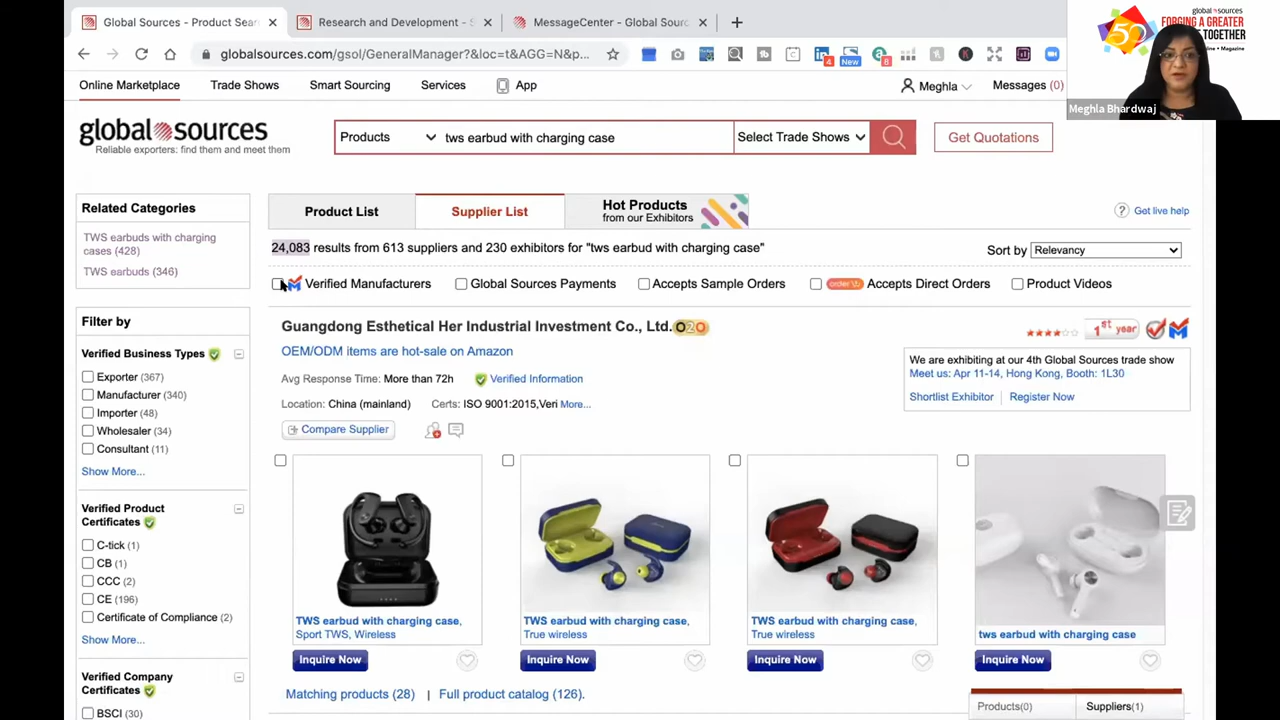 Global Sources - Product Sear
Research and Development - S
MessageCenter - Global Sourc
globalsources.com/gsol/GeneralManager?&locat&AGG=N&p...
4
New
8
global sources
FORGING A GREATER
TOGETHER
Magazine
Meghla Bhardwaj
Online Marketplace
Trade Shows
Smart Sourcing
Services
App
Meghla
Messages (0)
global sources
Reliable exporters: find them and meet them
Products
tws earbud with charging case
Select Trade Shows
Get Quotations
Related Categories
TWS earbuds with charging
cases (428)
TWS earbuds (346)
Product List
Supplier List
Hot Products
from our Exhibitors
Get live help
24,083 results from 613 suppliers and 230 exhibitors for "tws earbud with charging case"
Sort by
Relevancy
Verified Manufacturers
Global Sources Payments
Accepts Sample Orders
order
Accepts Direct Orders
Product Videos
Filter by
Verified Business Types
Exporter (367)
Manufacturer (340)
Importer (48)
Wholesaler (34)
Consultant (11)
Show More...
Verified Product
Certificates
C-tick (1)
CB (1)
CCC (2)
CE (196)
Certificate of Compliance (2)
Show More...
Verified Company
Certificates
BSCI (30)
Guangdong Esthetical Her Industrial Investment Co., Ltd.
O2O
1st year
OEM/ODM items are hot-sale on Amazon
Avg Response Time: More than 72h
Verified Information
Location: China (mainland)
Certs: ISO 9001:2015,Veri More...
Compare Supplier
We are exhibiting at our 4th Global Sources trade show
Meet us: Apr 11-14, Hong Kong, Booth: 1L30
Shortlist Exhibitor
Register Now
TWS earbud with charging case,
Sport TWS, Wireless
Inquire Now
TWS earbud with charging case,
True wireless
Inquire Now
TWS earbud with charging case,
True wireless
Inquire Now
tws earbud with charging case
Inquire Now
Matching products (28) | Full product catalog (126).
Products(0)
Suppliers(1)